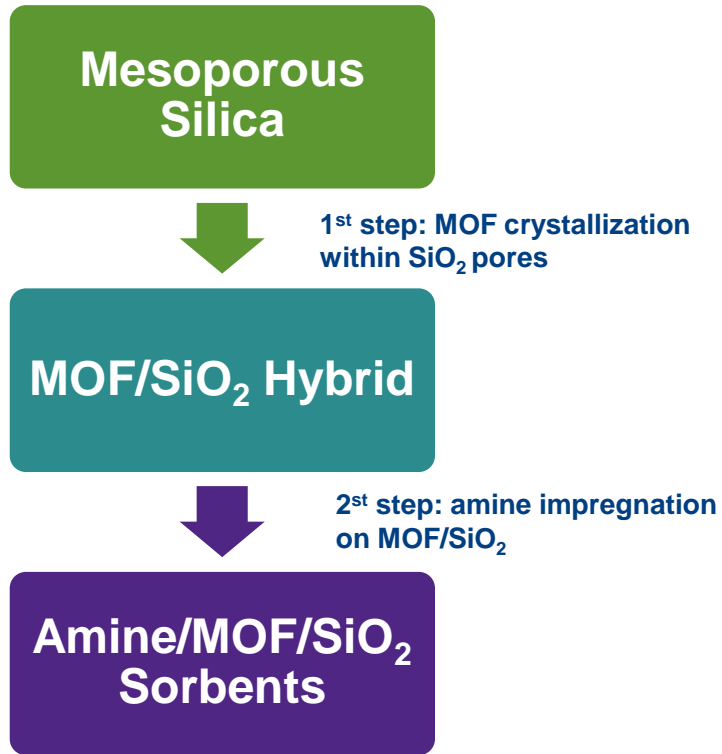 Mesoporous
Silica
1st step: MOF crystallization
within SiO₂ pores
MOF/SiO₂ Hybrid
2st step: amine impregnation
on MOF/SiO₂
Amine/MOF/SiO₂
Sorbents